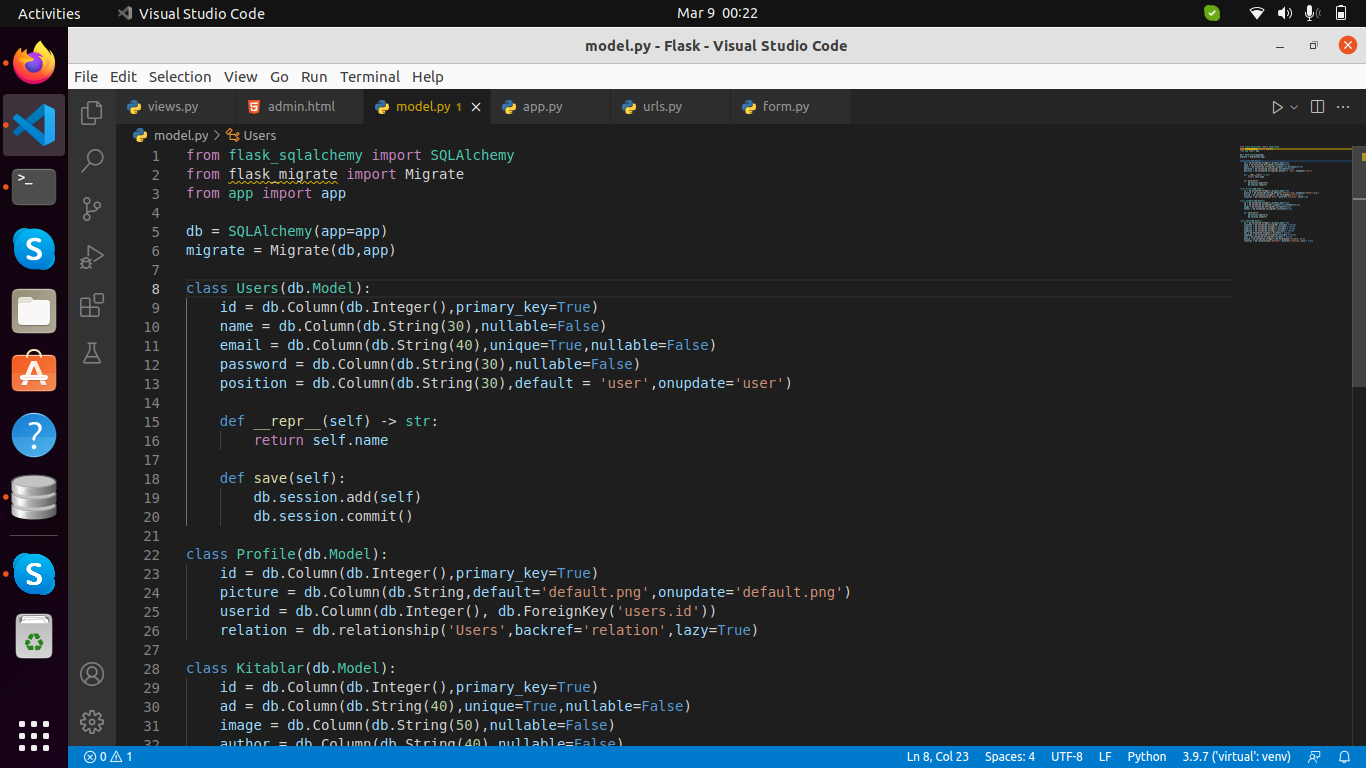 Activities Visual Studio Code Mar 9 00:22
model.py - Flask - Visual Studio Code
File Edit Selection View Go Run Terminal Help
views.py admin.html model.py 1 app.py urls.py form.py
model.py > Users
1 from flask_sqlalchemy import SQLAlchemy
2 from flask_migrate import Migrate
3 from app import app
4
5 db = SQLAlchemy(app=app)
6 migrate = Migrate(db,app)
7
8 class Users(db.Model):
9     id = db.Column(db.Integer(),primary_key=True)
10     name = db.Column(db.String(30),nullable=False)
11     email = db.Column(db.String(40),unique=True,nullable=False)
12     password = db.Column(db.String(30),nullable=False)
13     position = db.Column(db.String(30),default = 'user',onupdate='user')
14
15     def __repr__(self) -> str:
16         return self.name
17
18     def save(self):
19         db.session.add(self)
20         db.session.commit()
21
22 class Profile(db.Model):
23     id = db.Column(db.Integer(),primary_key=True)
24     picture = db.Column(db.String,default='default.png',onupdate='default.png')
25     userid = db.Column(db.Integer(), db.ForeignKey('users.id'))
26     relation = db.relationship('Users',backref='relation',lazy=True)
27
28 class Kitablar(db.Model):
29     id = db.Column(db.Integer(),primary_key=True)
30     ad = db.Column(db.String(40),unique=True,nullable=False)
31     image = db.Column(db.String(50),nullable=False)
32     author = db.Column(db.String(40),nullable=False)
0 1 Ln 8, Col 23 Spaces: 4 UTF-8 LF Python 3.9.7 ('virtual': venv)